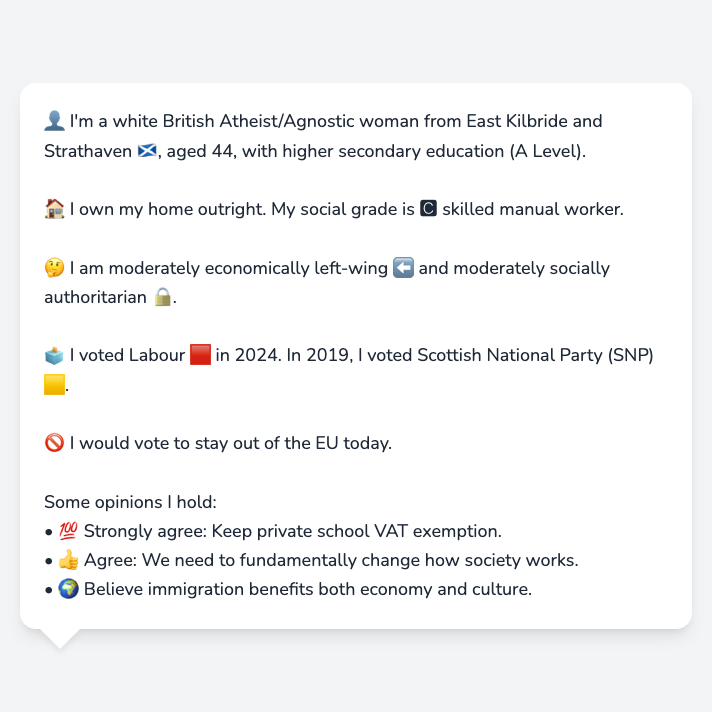 👤 I'm a white British Atheist/Agnostic woman from East Kilbride and
Strathaven 🏴󠁧󠁢󠁳󠁣󠁴󠁿, aged 44, with higher secondary education (A Level).
🏠 I own my home outright. My social grade is 🅲 skilled manual worker.
🤔 I am moderately economically left-wing ⬅️ and moderately socially
authoritarian 🔒.
🗳️ I voted Labour 🟥 in 2024. In 2019, I voted Scottish National Party (SNP)
🟨.
🚫 I would vote to stay out of the EU today.
Some opinions I hold:
• 💯 Strongly agree: Keep private school VAT exemption.
• 👍 Agree: We need to fundamentally change how society works.
• 🌍 Believe immigration benefits both economy and culture.